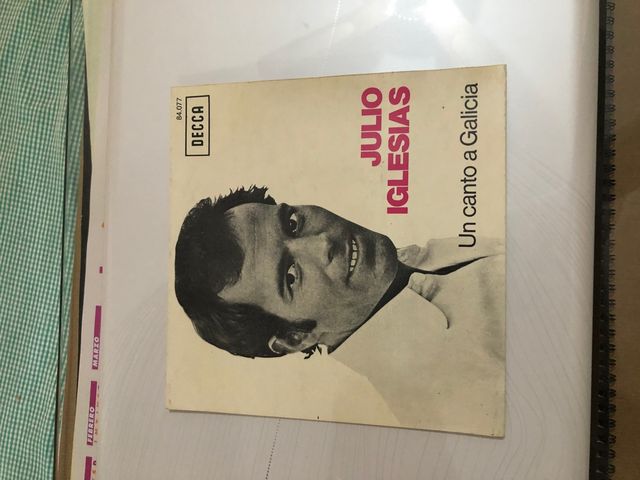 84.077
DECCA
JULIO
IGLESIAS
Un canto a Galicia
FEBRERO
MARZO